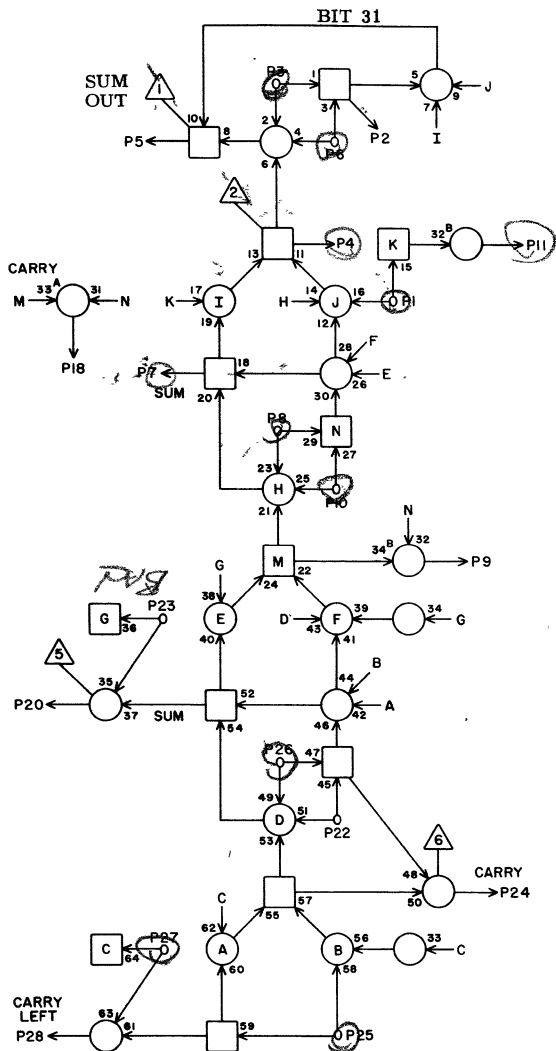 BIT 31
P3 1 5 J
SUM 1 3 7 9
OUT 10 2 P2 I
P5 8 4 P6
6
2
13 11 P4 K 32 B P11
CARRY 15
M 33 A 31 N K 17 I H 14 J 16 P1
19 12
P18 28 F
P7 18 26 E
SUM 20 30
P8 29 N
27
23 25 P10
H
21 N
M 34 B 32 P9
G 24 22
P23 38 D 39 34 G
G 36 E 43 F
40 41
5 44 B
35 52 A
P20 37 SUM 54 46 42
P26 47
45
49 51 P22 6
D
53 48 CARRY
50 P24
C 55 57
P27 62 56 33 C
C 64 A B
60 58
CARRY
LEFT 63
P28 61 59 P25